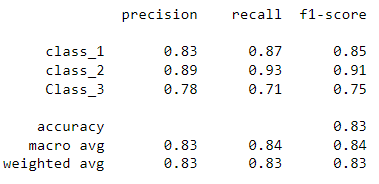 precision recall f1-score
class_1 0.83 0.87 0.85
class_2 0.89 0.93 0.91
Class_3 0.78 0.71 0.75
accuracy 0.83
macro avg 0.83 0.84 0.84
weighted avg 0.83 0.83 0.83